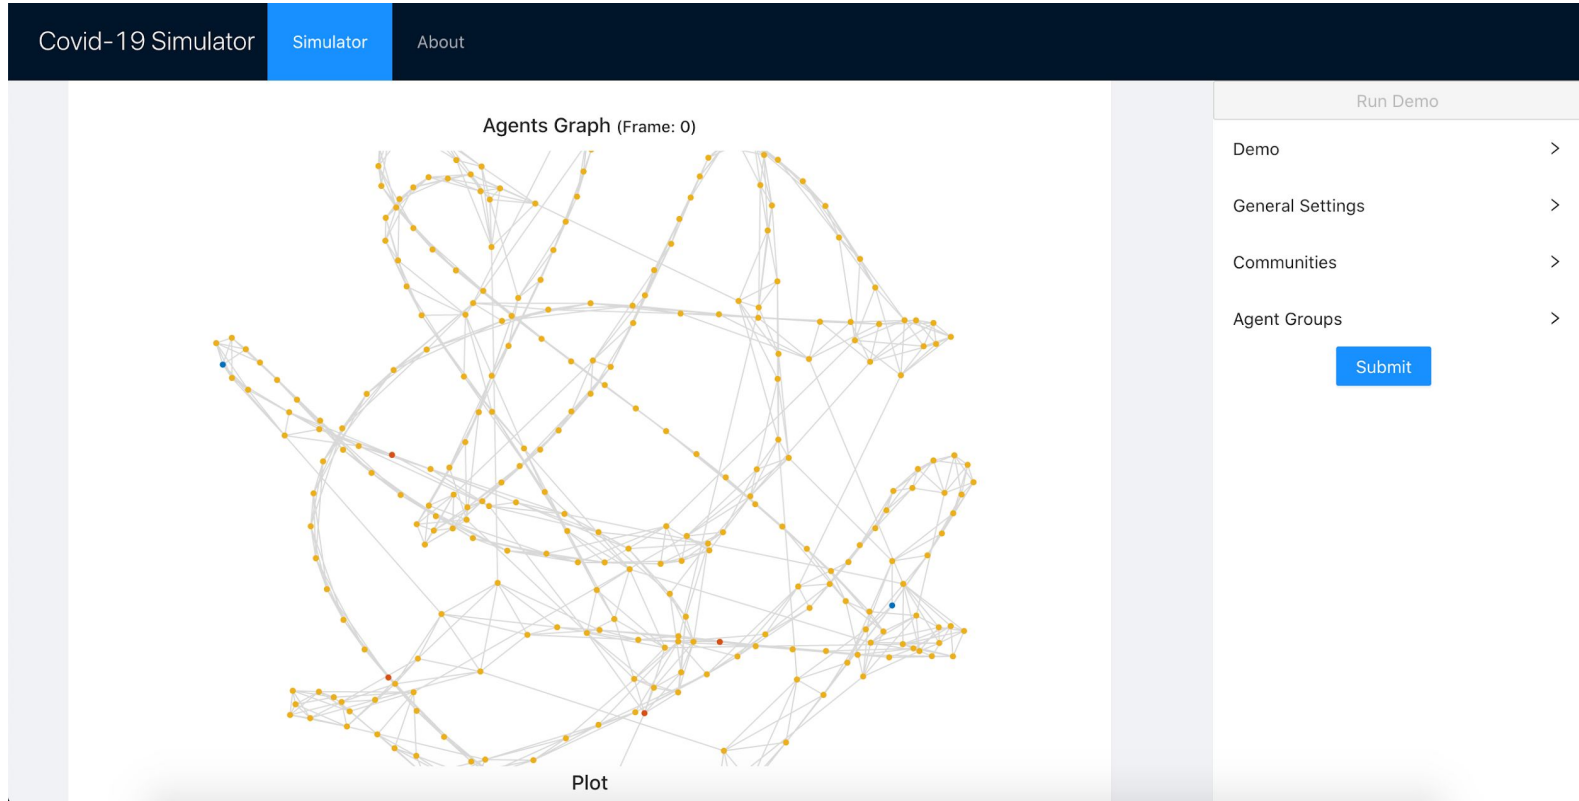 Covid-19 Simulator
Simulator
About
Agents Graph (Frame: 0)
Plot
Run Demo
Demo
General Settings
Communities
Agent Groups
Submit